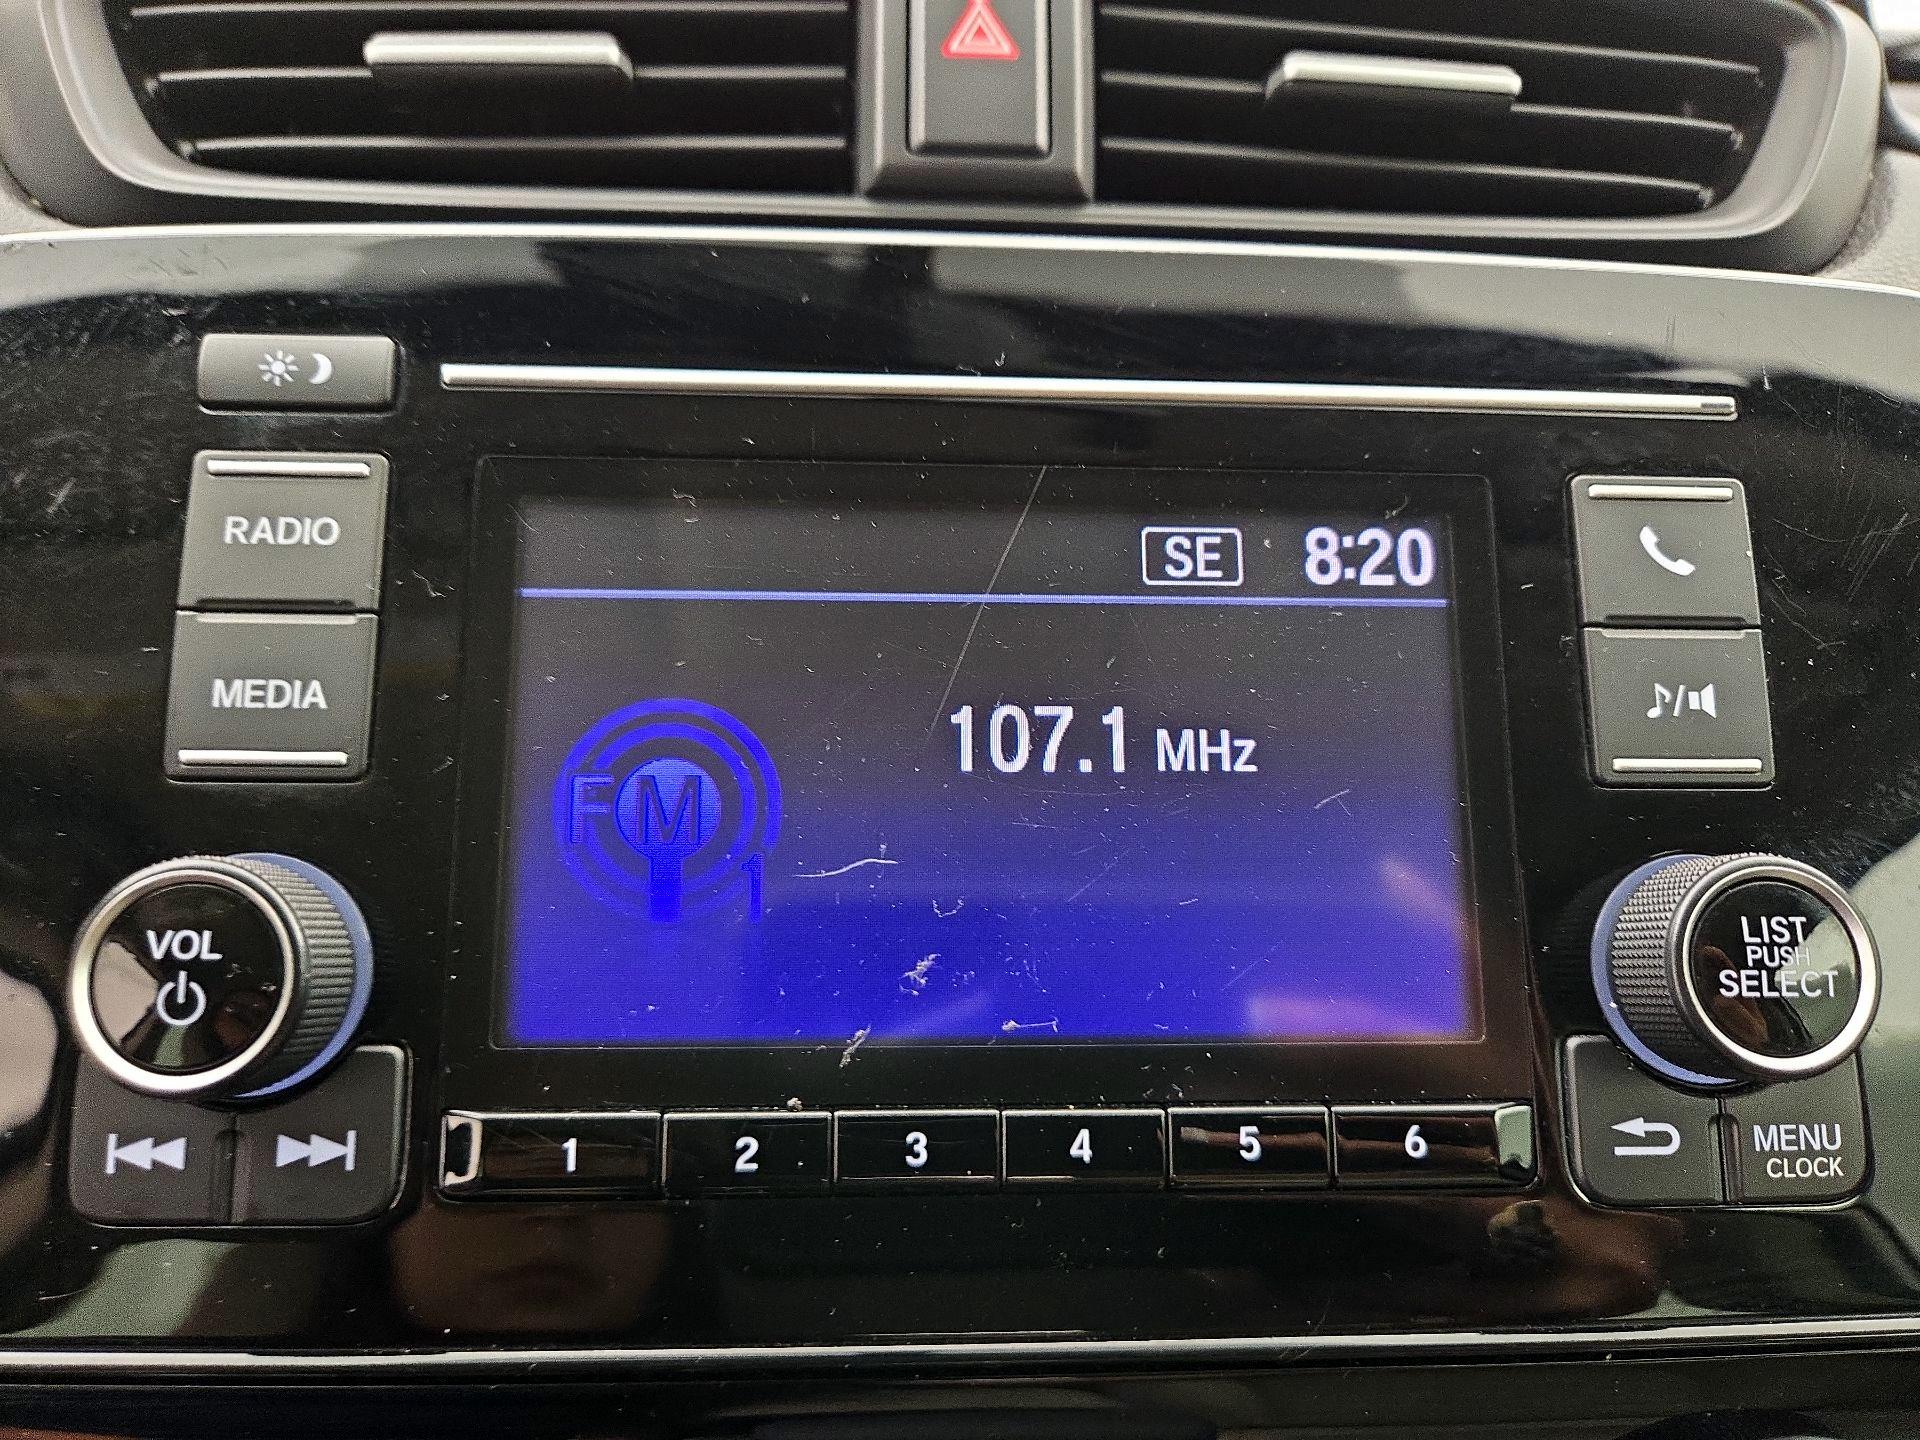 RADIO
MEDIA
SE 8:20
107.1 MHz
FM
1
VOL
LIST
PUSH
SELECT
1 2 3 4 5 6
MENU
CLOCK